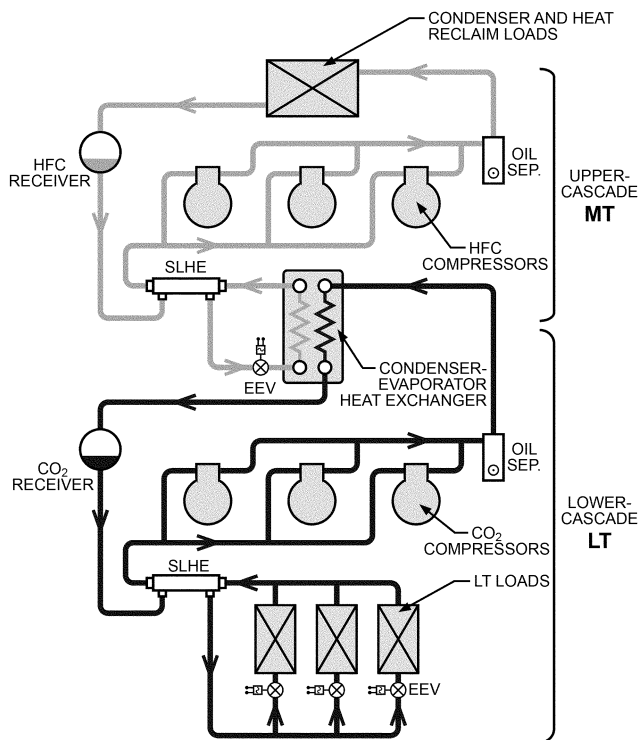 CONDENSER AND HEAT
RECLAIM LOADS
HFC
RECEIVER
OIL
SEP.
UPPER-
CASCADE
MT
HFC
COMPRESSORS
SLHE
EEV
CONDENSER-
EVAPORATOR
HEAT EXCHANGER
CO2
RECEIVER
OIL
SEP.
CO2
COMPRESSORS
LOWER-
CASCADE
LT
SLHE
LT LOADS
EEV